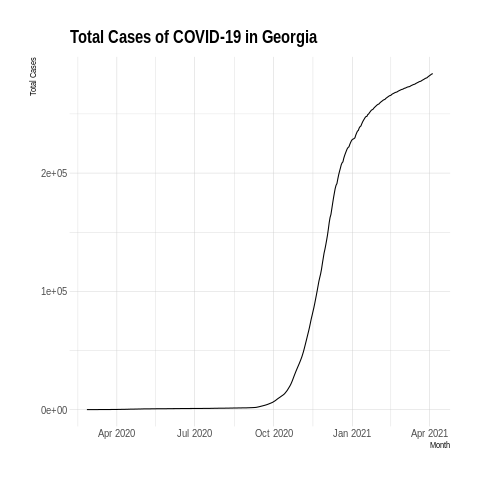 Total Cases of COVID-19 in Georgia
Total Cases
2e+05
1e+05
0e+00
Apr 2020 Jul 2020 Oct 2020 Jan 2021 Apr 2021
Month